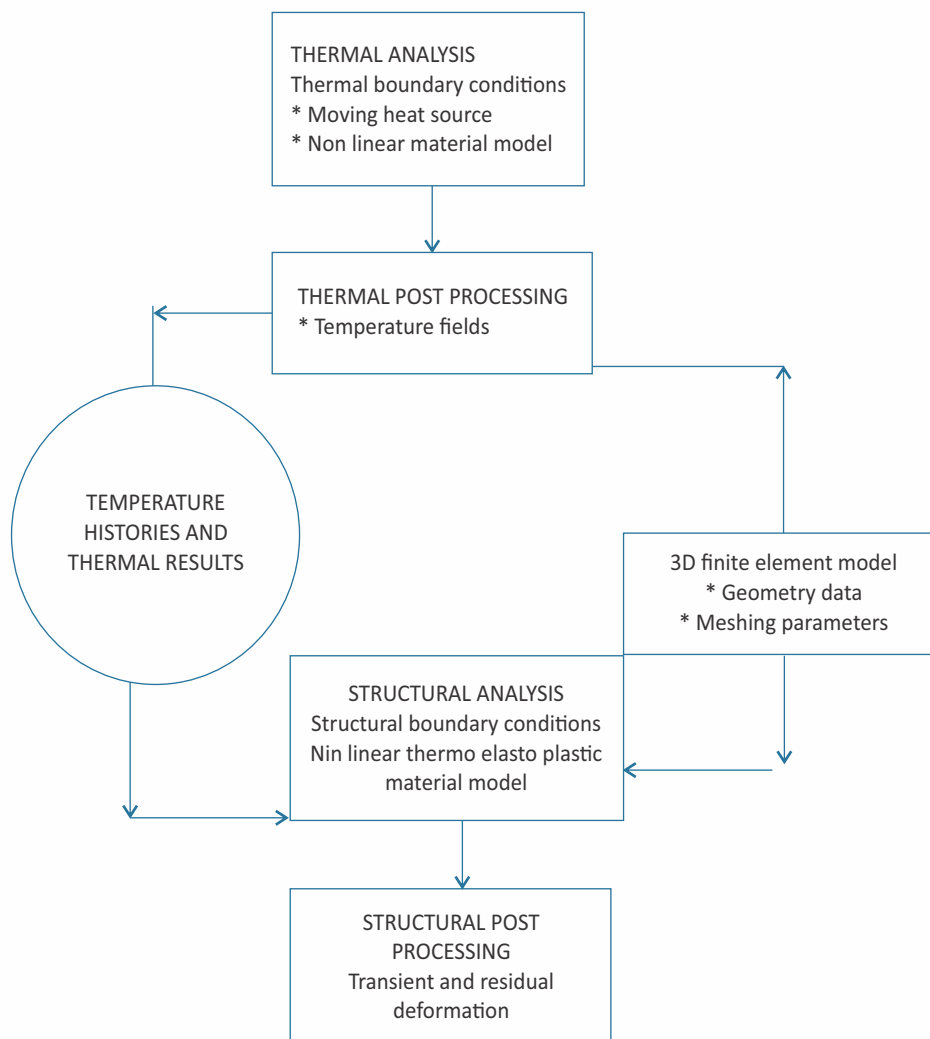 THERMAL ANALYSIS
Thermal boundary conditions
* Moving heat source
* Non linear material model
THERMAL POST PROCESSING
* Temperature fields
TEMPERATURE
HISTORIES AND
THERMAL RESULTS
3D finite element model
* Geometry data
* Meshing parameters
STRUCTURAL ANALYSIS
Structural boundary conditions
Nin linear thermo elasto plastic
material model
STRUCTURAL POST
PROCESSING
Transient and residual
deformation